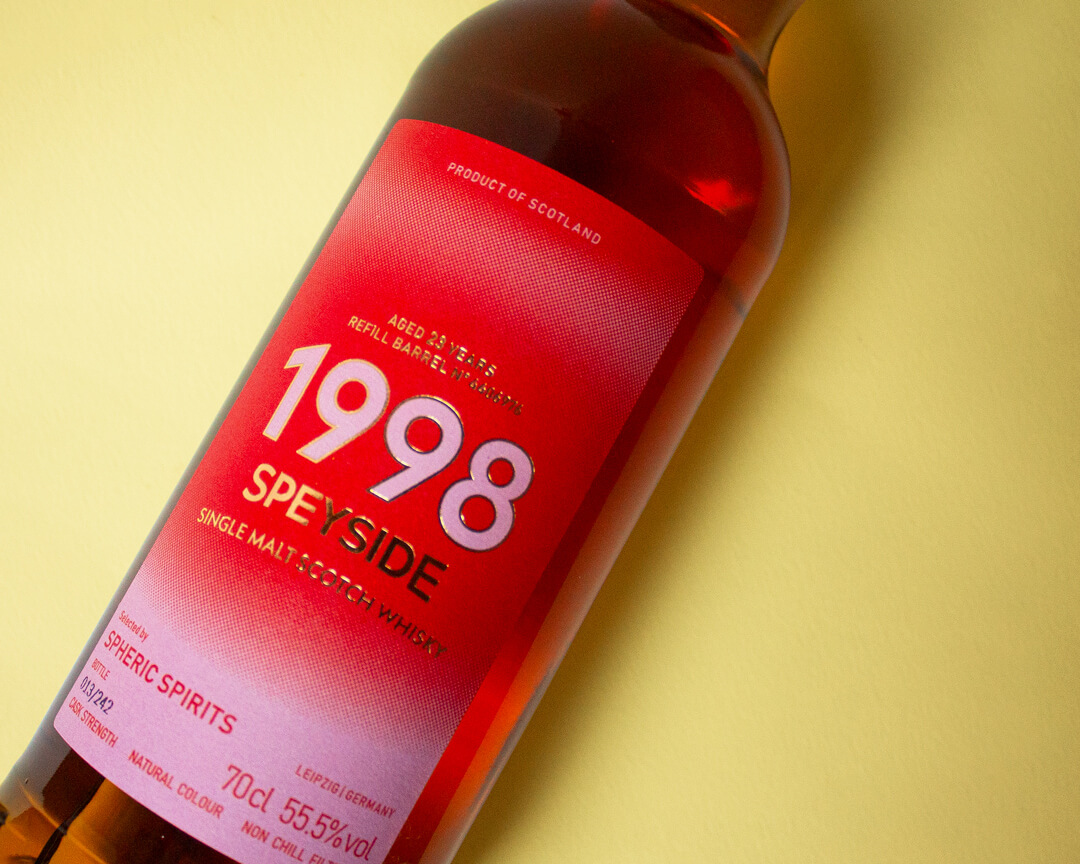 PRODUCT OF SCOTLAND
AGED 23 YEARS
REFILL BARREL N°
1998
SPEYSIDE
SINGLE MALT SCOTCH WHISKY
Selected by
SPHERIC SPIRITS
BOTTLE
013/242
CASK STRENGTH
LEIPZIG | GERMANY
70cl 55.5%vol
NATURAL COLOUR
NON CHILL